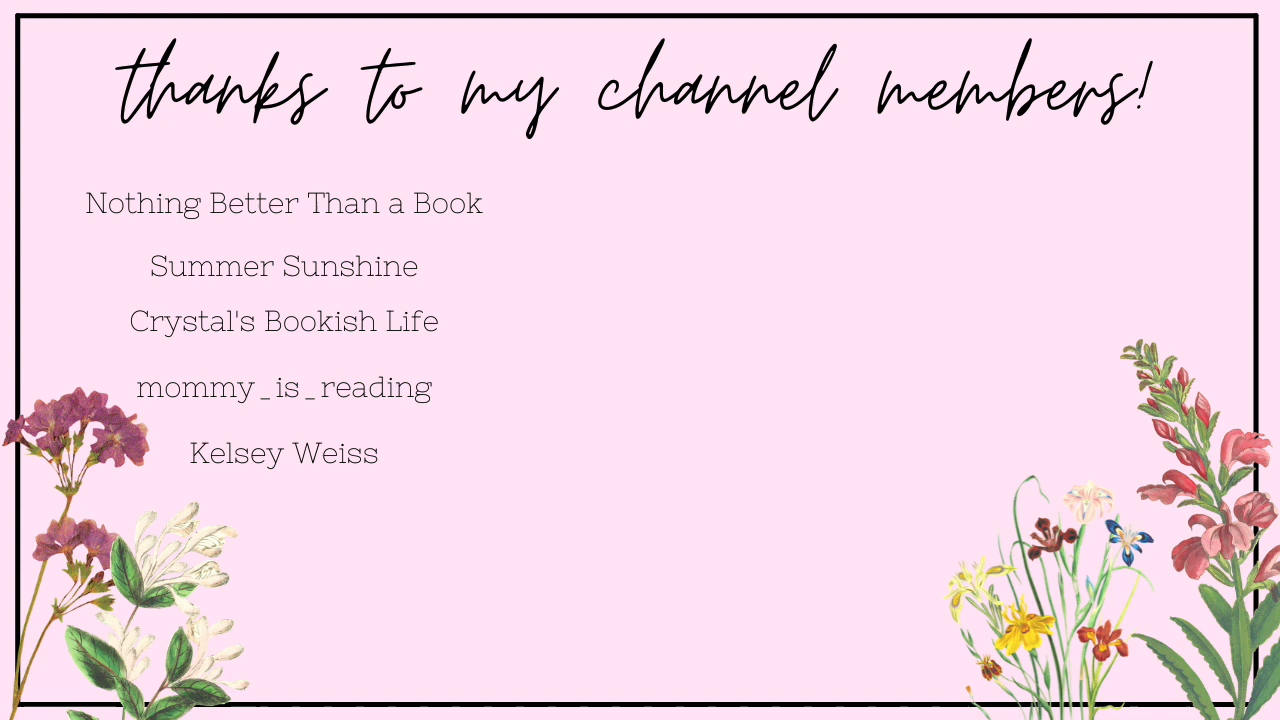 thanks to my channel members!
Nothing Better Than a Book
Summer Sunshine
Crystal's Bookish Life
mommy_is_reading
Kelsey Weiss